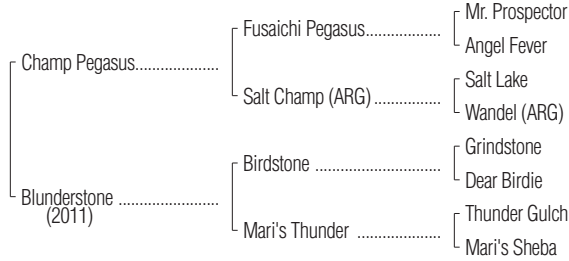 Mr. Prospector
Fusaichi Pegasus..................
Angel Fever
Champ Pegasus....................
Salt Lake
Salt Champ (ARG) ................
Wandel (ARG)
Grindstone
Birdstone ..............................
Dear Birdie
Blunderstone ........................
(2011)
Thunder Gulch
Mari's Thunder ....................
Mari's Sheba